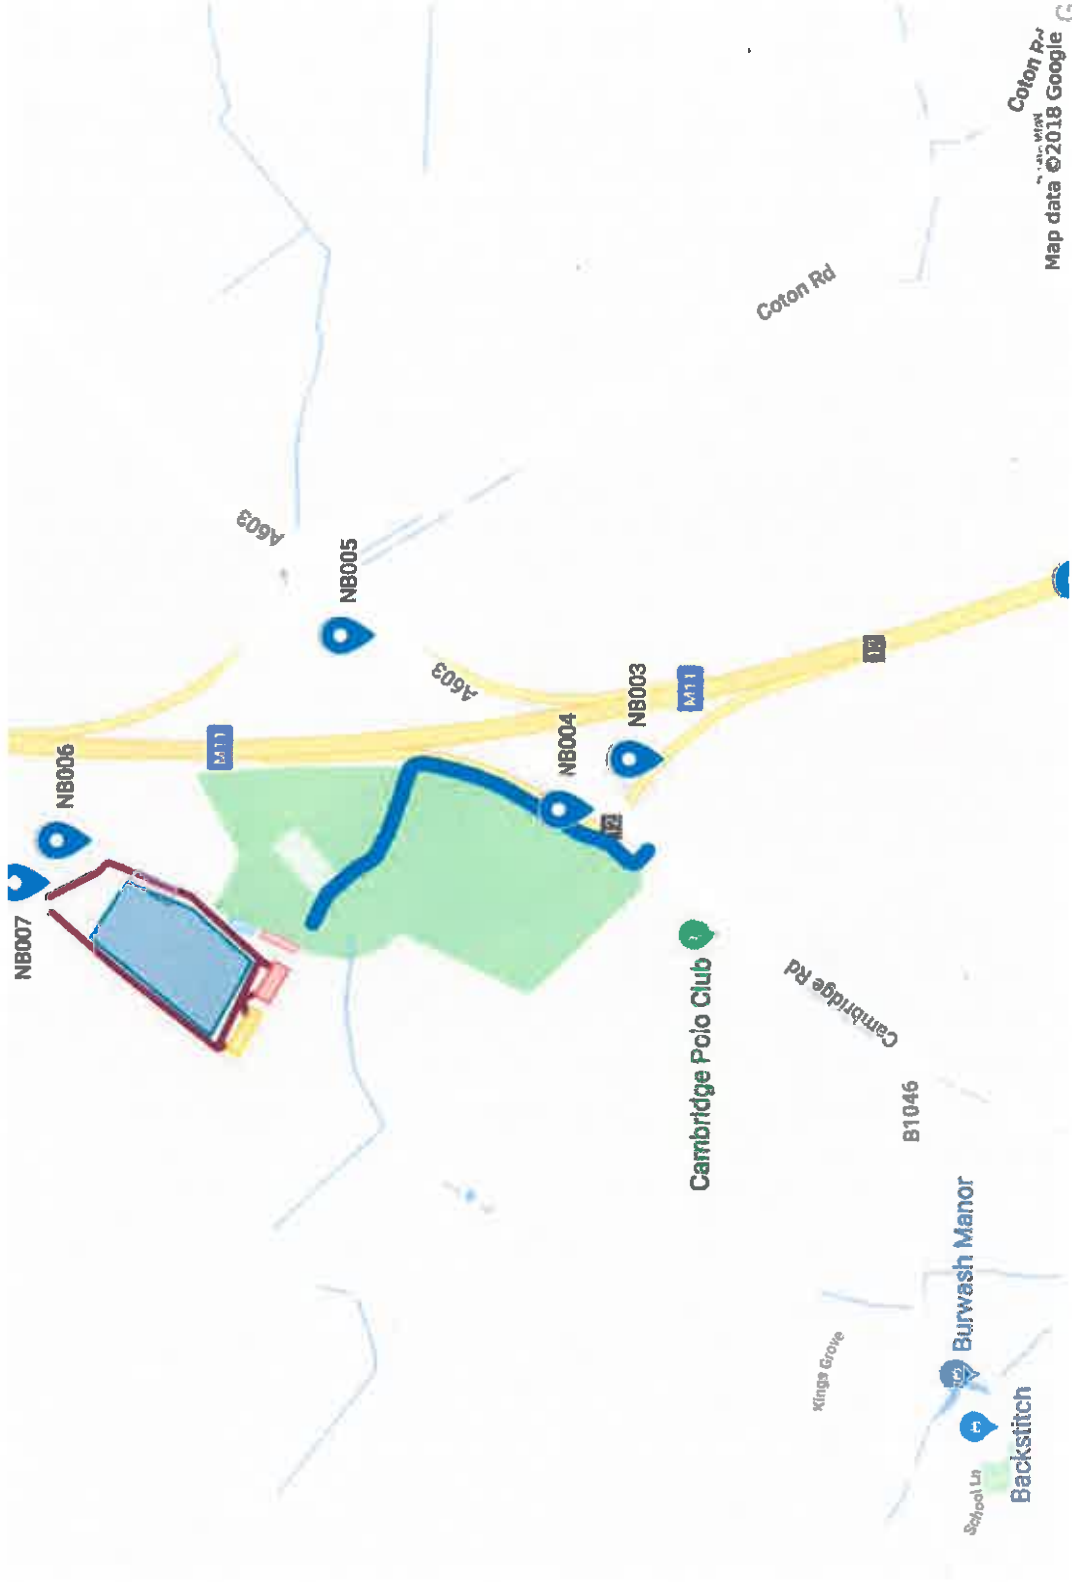 NB007
NB006
M11
A603
NB005
A603
NB004
12
NB003
M11
Cambridge Polo Club
Cambridge Rd
Coton Rd
B1046
Kings Grove
Burwash Manor
Backstitch
School Ln
Coton Rd
Map data ©2018 Google